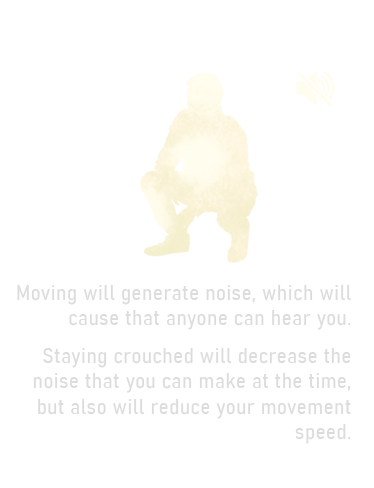 Moving will generate noise, which will
cause that anyone can hear you.
Staying crouched will decrease the
noise that you can make at the time,
but also will reduce your movement
speed.